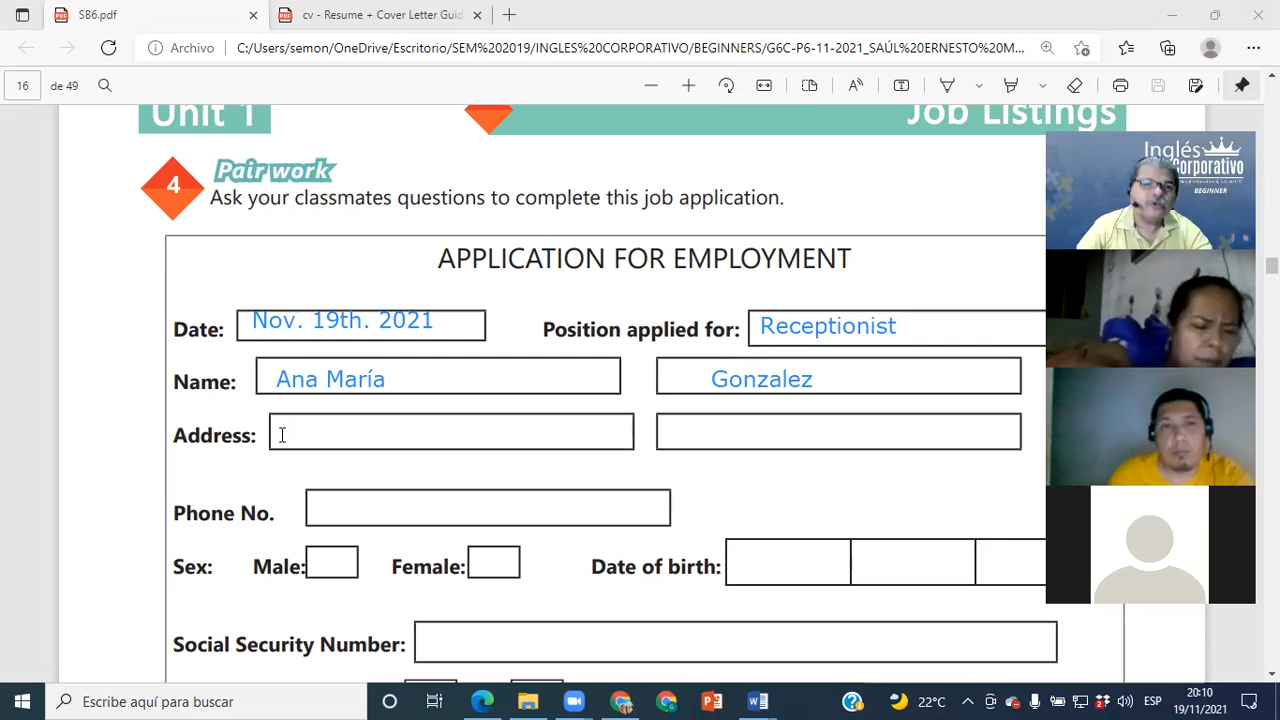 SB6.pdf
cv - Resume + Cover Letter Guid
Archivo
C:/Users/semon/OneDrive/Escritorio/SEM%202019/INGLES%20CORPORATIVO/BEGINNERS/G6C-P6-11-2021_SAÚL%20ERNESTO%20M...
16 de 49
Unit 1
Job Listings
4
Pair work
Ask your classmates questions to complete this job application.
APPLICATION FOR EMPLOYMENT
Date: Nov. 19th. 2021 Position applied for: Receptionist
Name: Ana María Gonzalez
Address:
Phone No.
Sex: Male: Female: Date of birth:
Social Security Number:
Inglés
Corporativo
BEGINNER
Escribe aquí para buscar
22°C
ESP
20:10
19/11/2021